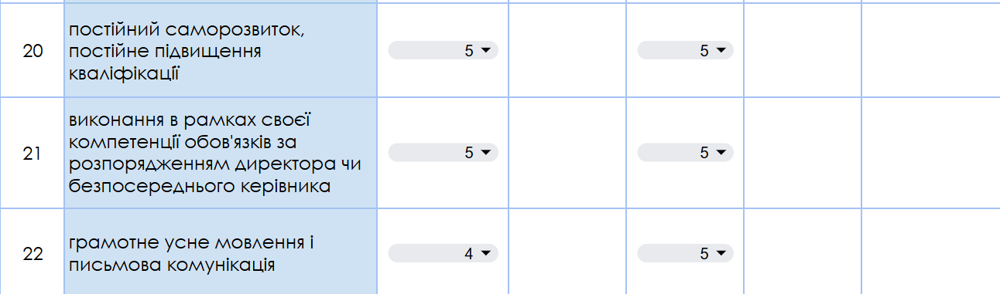 20
постійний саморозвиток,
постійне підвищення
кваліфікації
5
5
21
виконання в рамках своєї
компетенції обов'язків за
розпорядженням директора чи
безпосереднього керівника
5
5
22
грамотне усне мовлення і
письмова комунікація
4
5